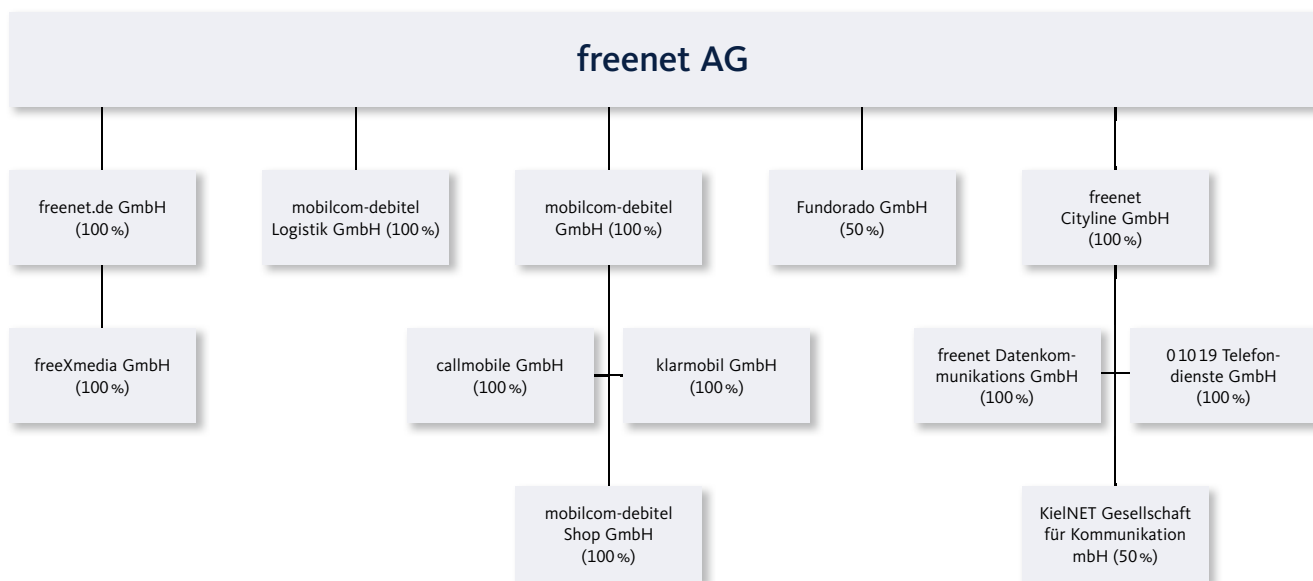 freenet AG
freenet.de GmbH
(100 %)
mobilcom-debitel
Logistik GmbH (100 %)
mobilcom-debitel
GmbH (100 %)
Fundorado GmbH
(50 %)
freenet
Cityline GmbH
(100 %)
freeXmedia GmbH
(100 %)
callmobile GmbH
(100 %)
klarmobil GmbH
(100 %)
freenet Datenkom-
munikations GmbH
(100 %)
0 10 19 Telefon-
dienste GmbH
(100 %)
mobilcom-debitel
Shop GmbH
(100 %)
KielNET Gesellschaft
für Kommunikation
mbH (50 %)